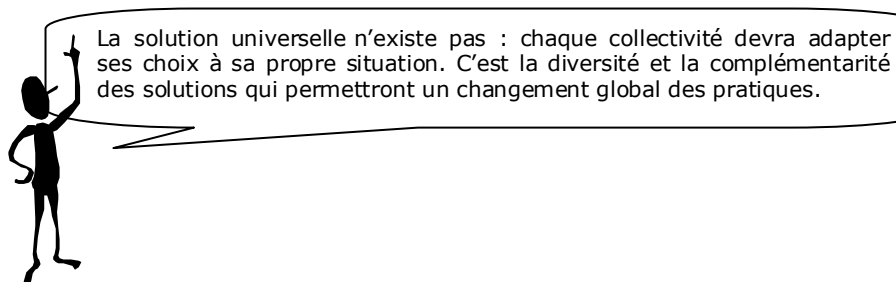 La solution universelle n’existe pas : chaque collectivité devra adapter
ses choix à sa propre situation. C’est la diversité et la complémentarité
des solutions qui permettront un changement global des pratiques.